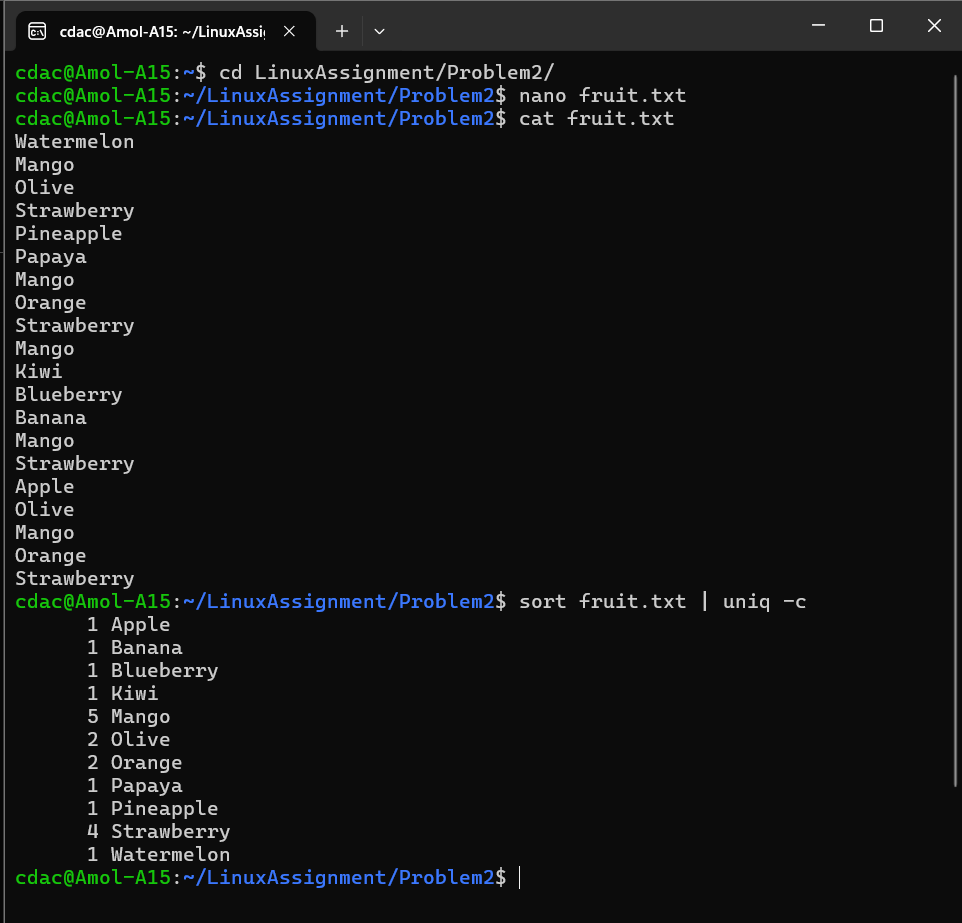 cdac@Amol-A15: ~/LinuxAssi
cdac@Amol-A15:~$ cd LinuxAssignment/Problem2/
cdac@Amol-A15:~/LinuxAssignment/Problem2$ nano fruit.txt
cdac@Amol-A15:~/LinuxAssignment/Problem2$ cat fruit.txt
Watermelon
Mango
Olive
Strawberry
Pineapple
Papaya
Mango
Orange
Strawberry
Mango
Kiwi
Blueberry
Banana
Mango
Strawberry
Apple
Olive
Mango
Orange
Strawberry
cdac@Amol-A15:~/LinuxAssignment/Problem2$ sort fruit.txt | uniq -c
1 Apple
1 Banana
1 Blueberry
1 Kiwi
5 Mango
2 Olive
2 Orange
1 Papaya
1 Pineapple
4 Strawberry
1 Watermelon
cdac@Amol-A15:~/LinuxAssignment/Problem2$